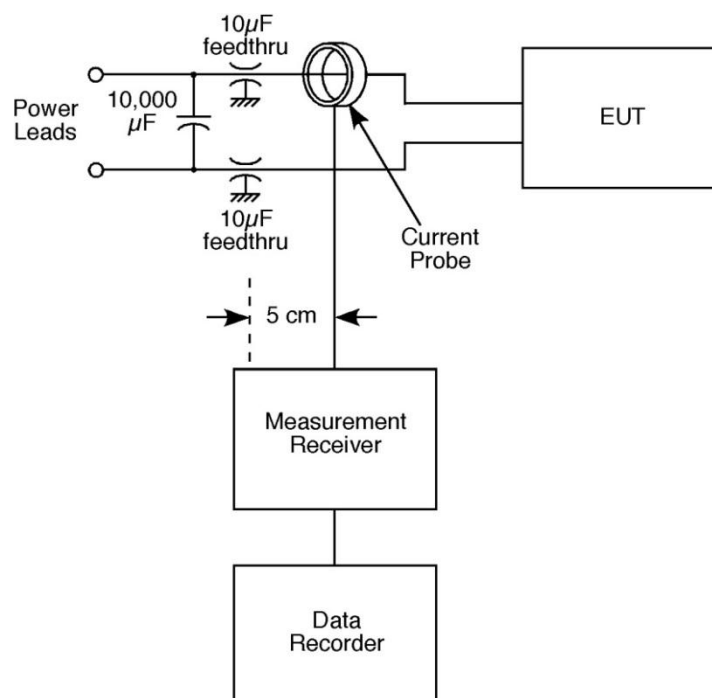 10µF
feedthru
Power
Leads
10,000
µF
EUT
10µF
feedthru
Current
Probe
5 cm
Measurement
Receiver
Data
Recorder